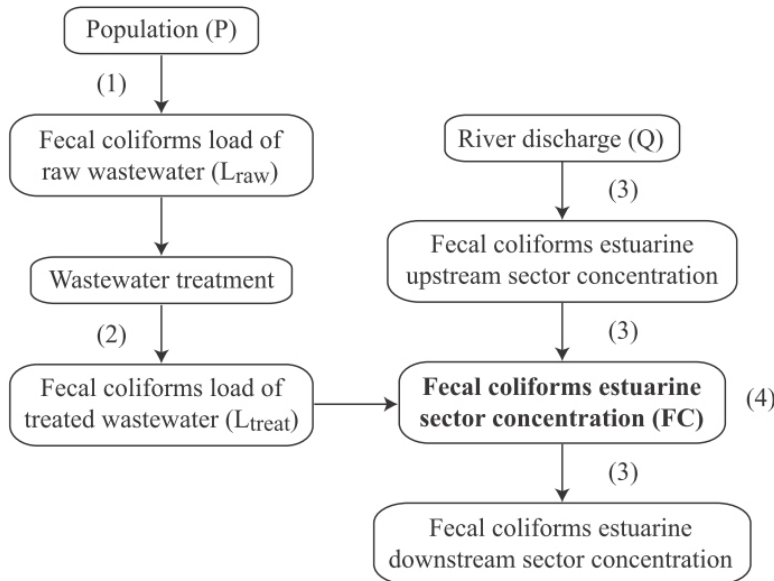 Population (P)
(1)
Fecal coliforms load of
raw wastewater (Lraw)
Wastewater treatment
(2)
Fecal coliforms load of
treated wastewater (Ltreat)
River discharge (Q)
(3)
Fecal coliforms estuarine
upstream sector concentration
(3)
Fecal coliforms estuarine
sector concentration (FC)
(4)
(3)
Fecal coliforms estuarine
downstream sector concentration